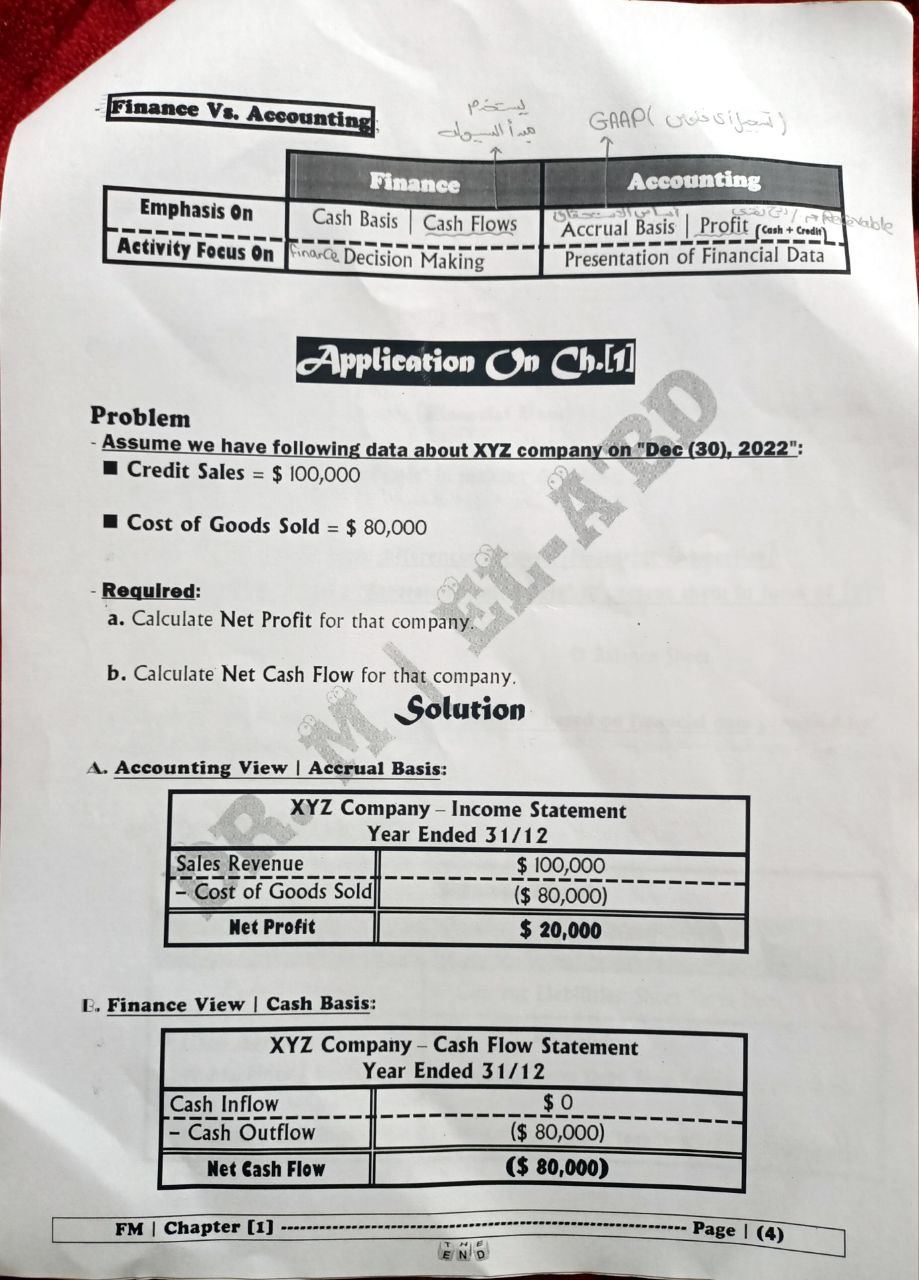 - Finance Vs. Accounting:
يستخدم
مبدأ السيولة
GAAP(
Finance | Accounting
Emphasis On | Cash Basis | Cash Flows | أساس الاستحقاق Accrual Basis | Profit (Cash + Credit)
Activity Focus On | Finance Decision Making | Presentation of Financial Data
Application On Ch.[1]
Problem
- Assume we have following data about XYZ company on "Dec (30), 2022":
■ Credit Sales = $ 100,000
■ Cost of Goods Sold = $ 80,000
- Required:
a. Calculate Net Profit for that company.
b. Calculate Net Cash Flow for that company.
Solution
DR. M | EL-A'BD
A. Accounting View | Accrual Basis:
XYZ Company – Income Statement
Year Ended 31/12
Sales Revenue $ 100,000
– Cost of Goods Sold ($ 80,000)
Net Profit $ 20,000
B. Finance View | Cash Basis:
XYZ Company – Cash Flow Statement
Year Ended 31/12
Cash Inflow $ 0
– Cash Outflow ($ 80,000)
Net Cash Flow ($ 80,000)
FM | Chapter [1] ---------------------------------------------------------------- Page | (4)
THE
END